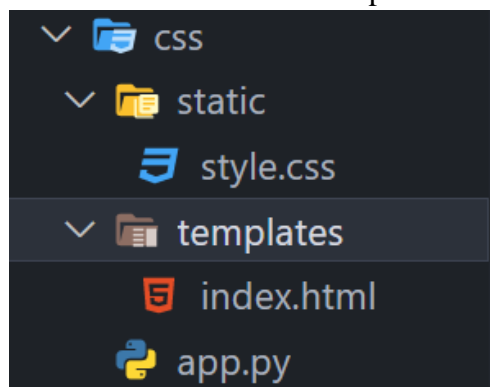 css
static
style.css
templates
index.html
app.py